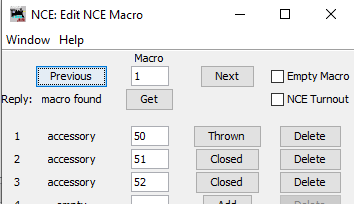 NCE: Edit NCE Macro
Window Help
Macro
Previous 1 Next Empty Macro
Reply: macro found Get NCE Turnout
1 accessory 50 Thrown Delete
2 accessory 51 Closed Delete
3 accessory 52 Closed Delete
4 empty Add Delete